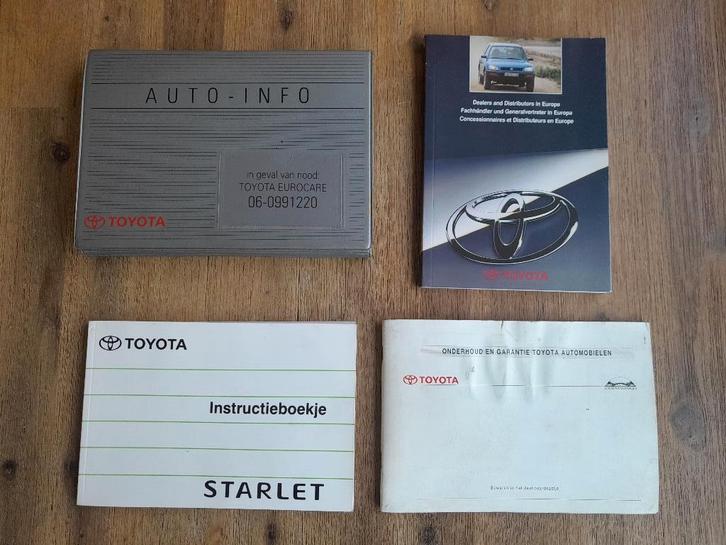 AUTO-INFO
in geval van nood:
TOYOTA EUROCARE
06-0991220
TOYOTA
Dealers and Distributors in Europe
Fachhändler und Generalvertreter in Europa
Concessionnaires et Distributeurs en Europe
TOYOTA
TOYOTA
Instructieboekje
STARLET
ONDERHOUD EN GARANTIE TOYOTA AUTOMOBIELEN
TOYOTA